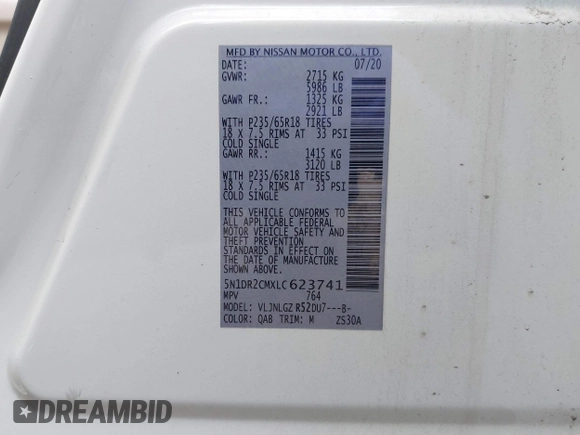 MFD BY NISSAN MOTOR CO., LTD.
DATE: 07/20
GVWR: 2715 KG
5986 LB
GAWR FR.: 1325 KG
2921 LB
WITH P235/65R18 TIRES
18 X 7.5 RIMS AT 33 PSI
COLD SINGLE
GAWR RR.: 1415 KG
3120 LB
WITH P235/65R18 TIRES
18 X 7.5 RIMS AT 33 PSI
COLD SINGLE
THIS VEHICLE CONFORMS TO
ALL APPLICABLE FEDERAL
MOTOR VEHICLE SAFETY AND
THEFT PREVENTION
STANDARDS IN EFFECT ON
THE DATE OF MANUFACTURE
SHOWN ABOVE.
5N1DR2CMXLC623741
MPV 764
MODEL: VLJNLGZ R52DU7---B-
COLOR: QAB TRIM: M ZS30A
DREAMBID